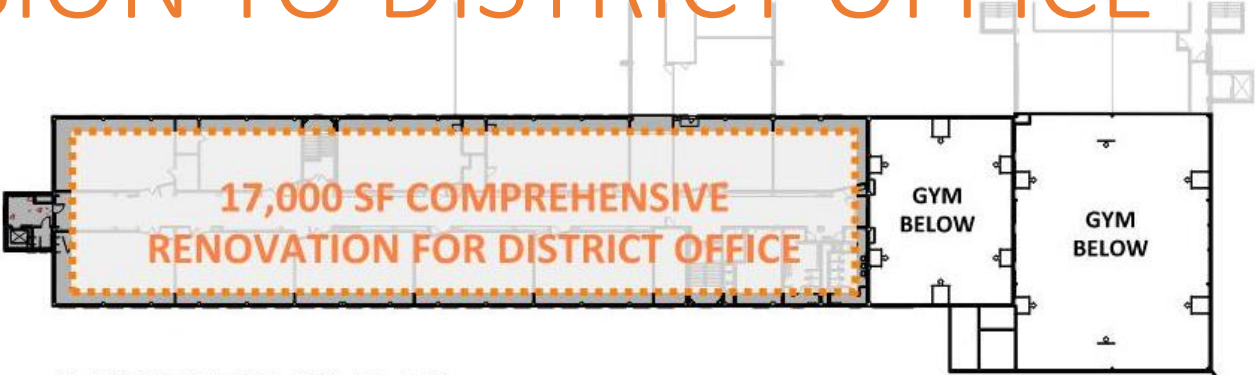 TO DISTRICT OFFICE
17,000 SF COMPREHENSIVE
RENOVATION FOR DISTRICT OFFICE
GYM
BELOW
GYM
BELOW